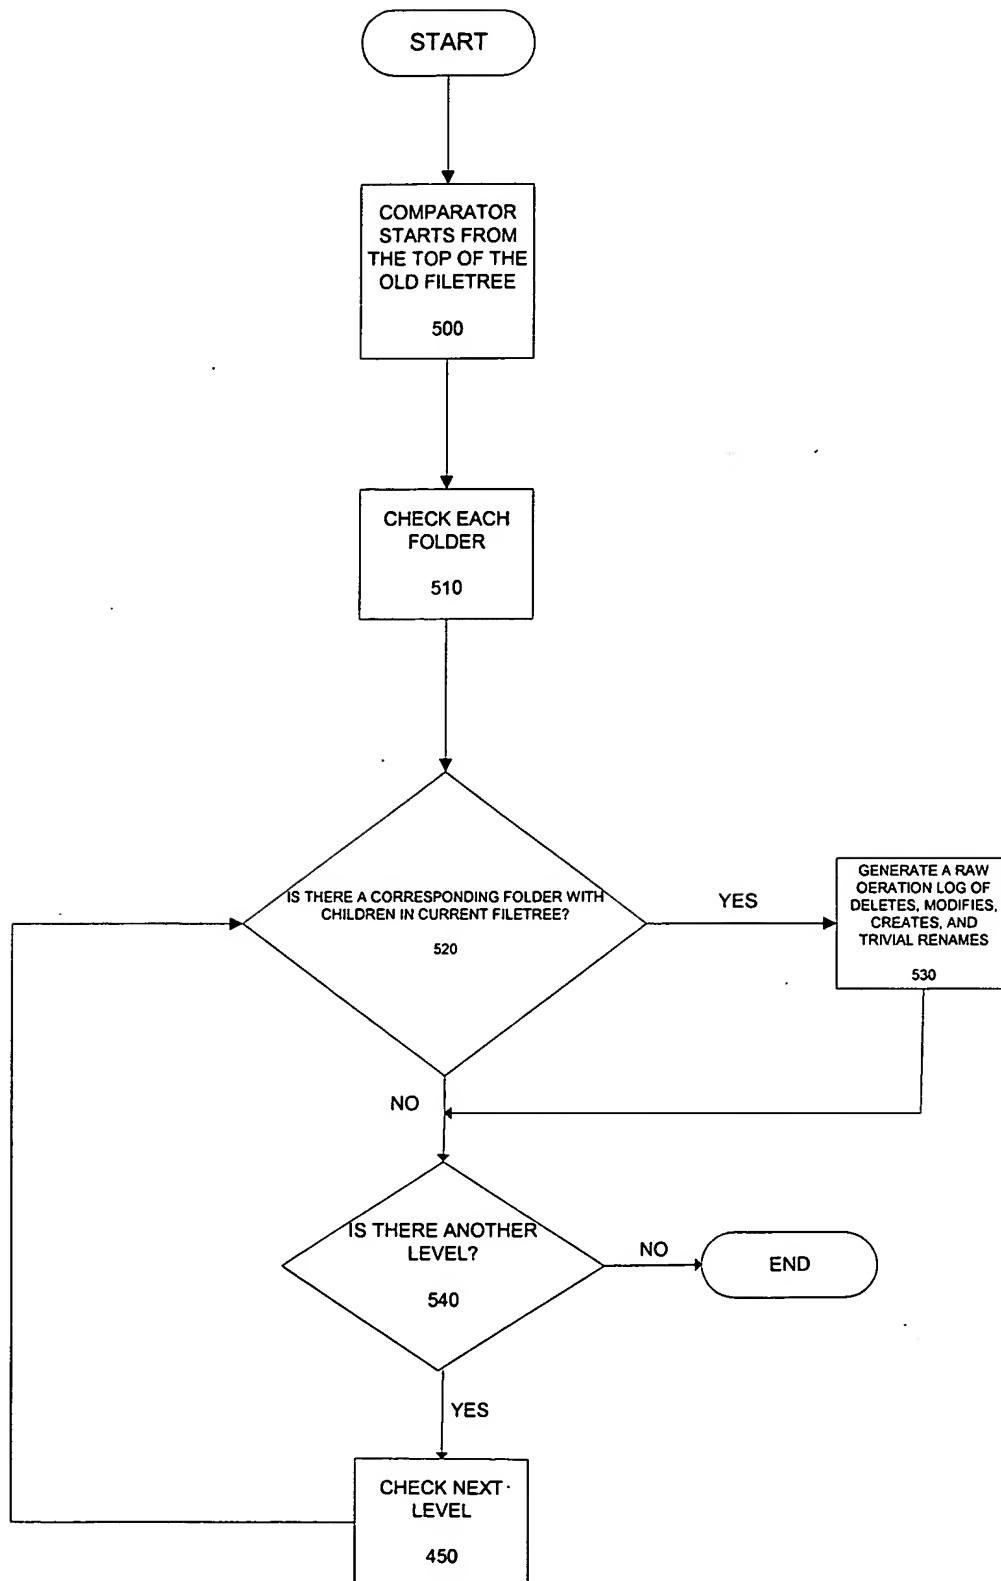 START
COMPARATOR
STARTS FROM
THE TOP OF THE
OLD FILETREE
500
CHECK EACH
FOLDER
510
IS THERE A CORRESPONDING FOLDER WITH
CHILDREN IN CURRENT FILETREE?
520
YES
GENERATE A RAW
OERATION LOG OF
DELETES, MODIFIES,
CREATES, AND
TRIVIAL RENAMES
530
NO
IS THERE ANOTHER
LEVEL?
540
NO
END
YES
CHECK NEXT
LEVEL
450